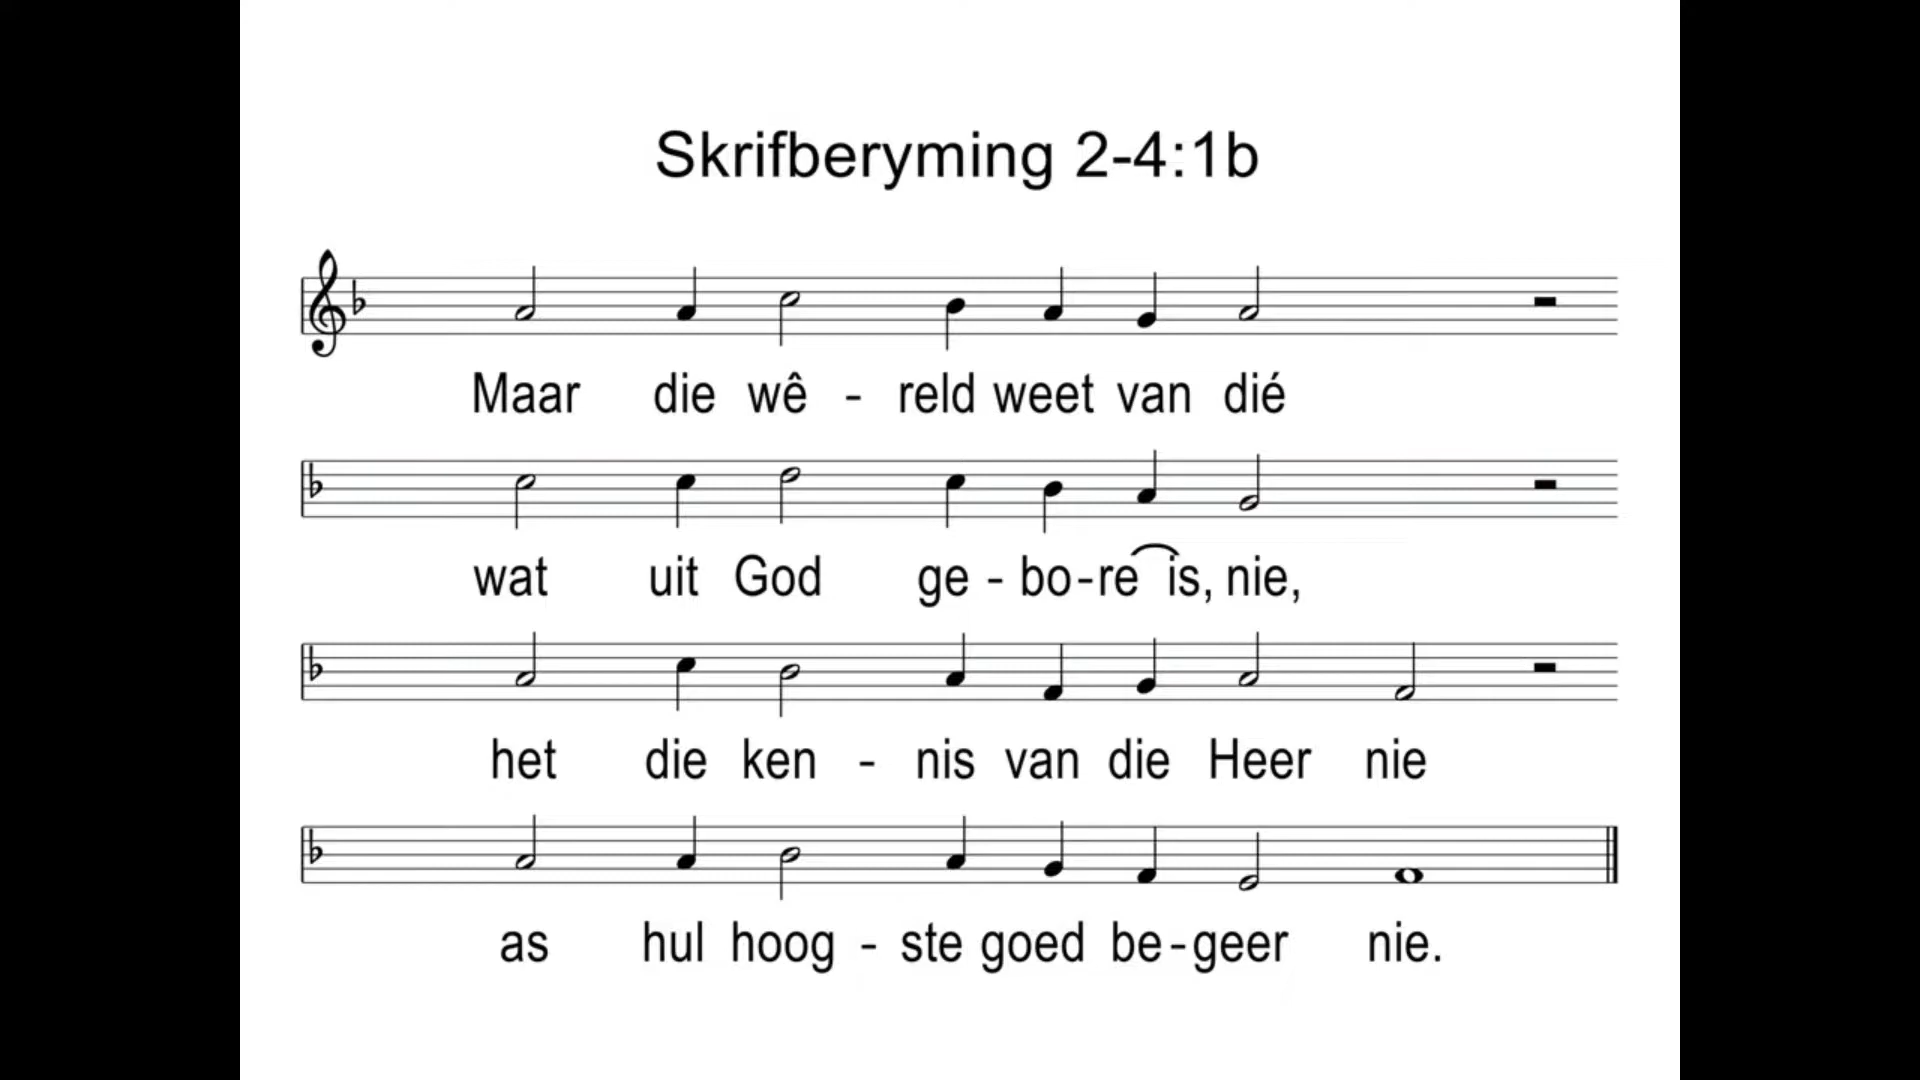 Skrifberyming 2-4:1b
Maar die wê - reld weet van dié
wat uit God ge - bo - re is, nie,
het die ken - nis van die Heer nie
as hul hoog - ste goed be - geer nie.